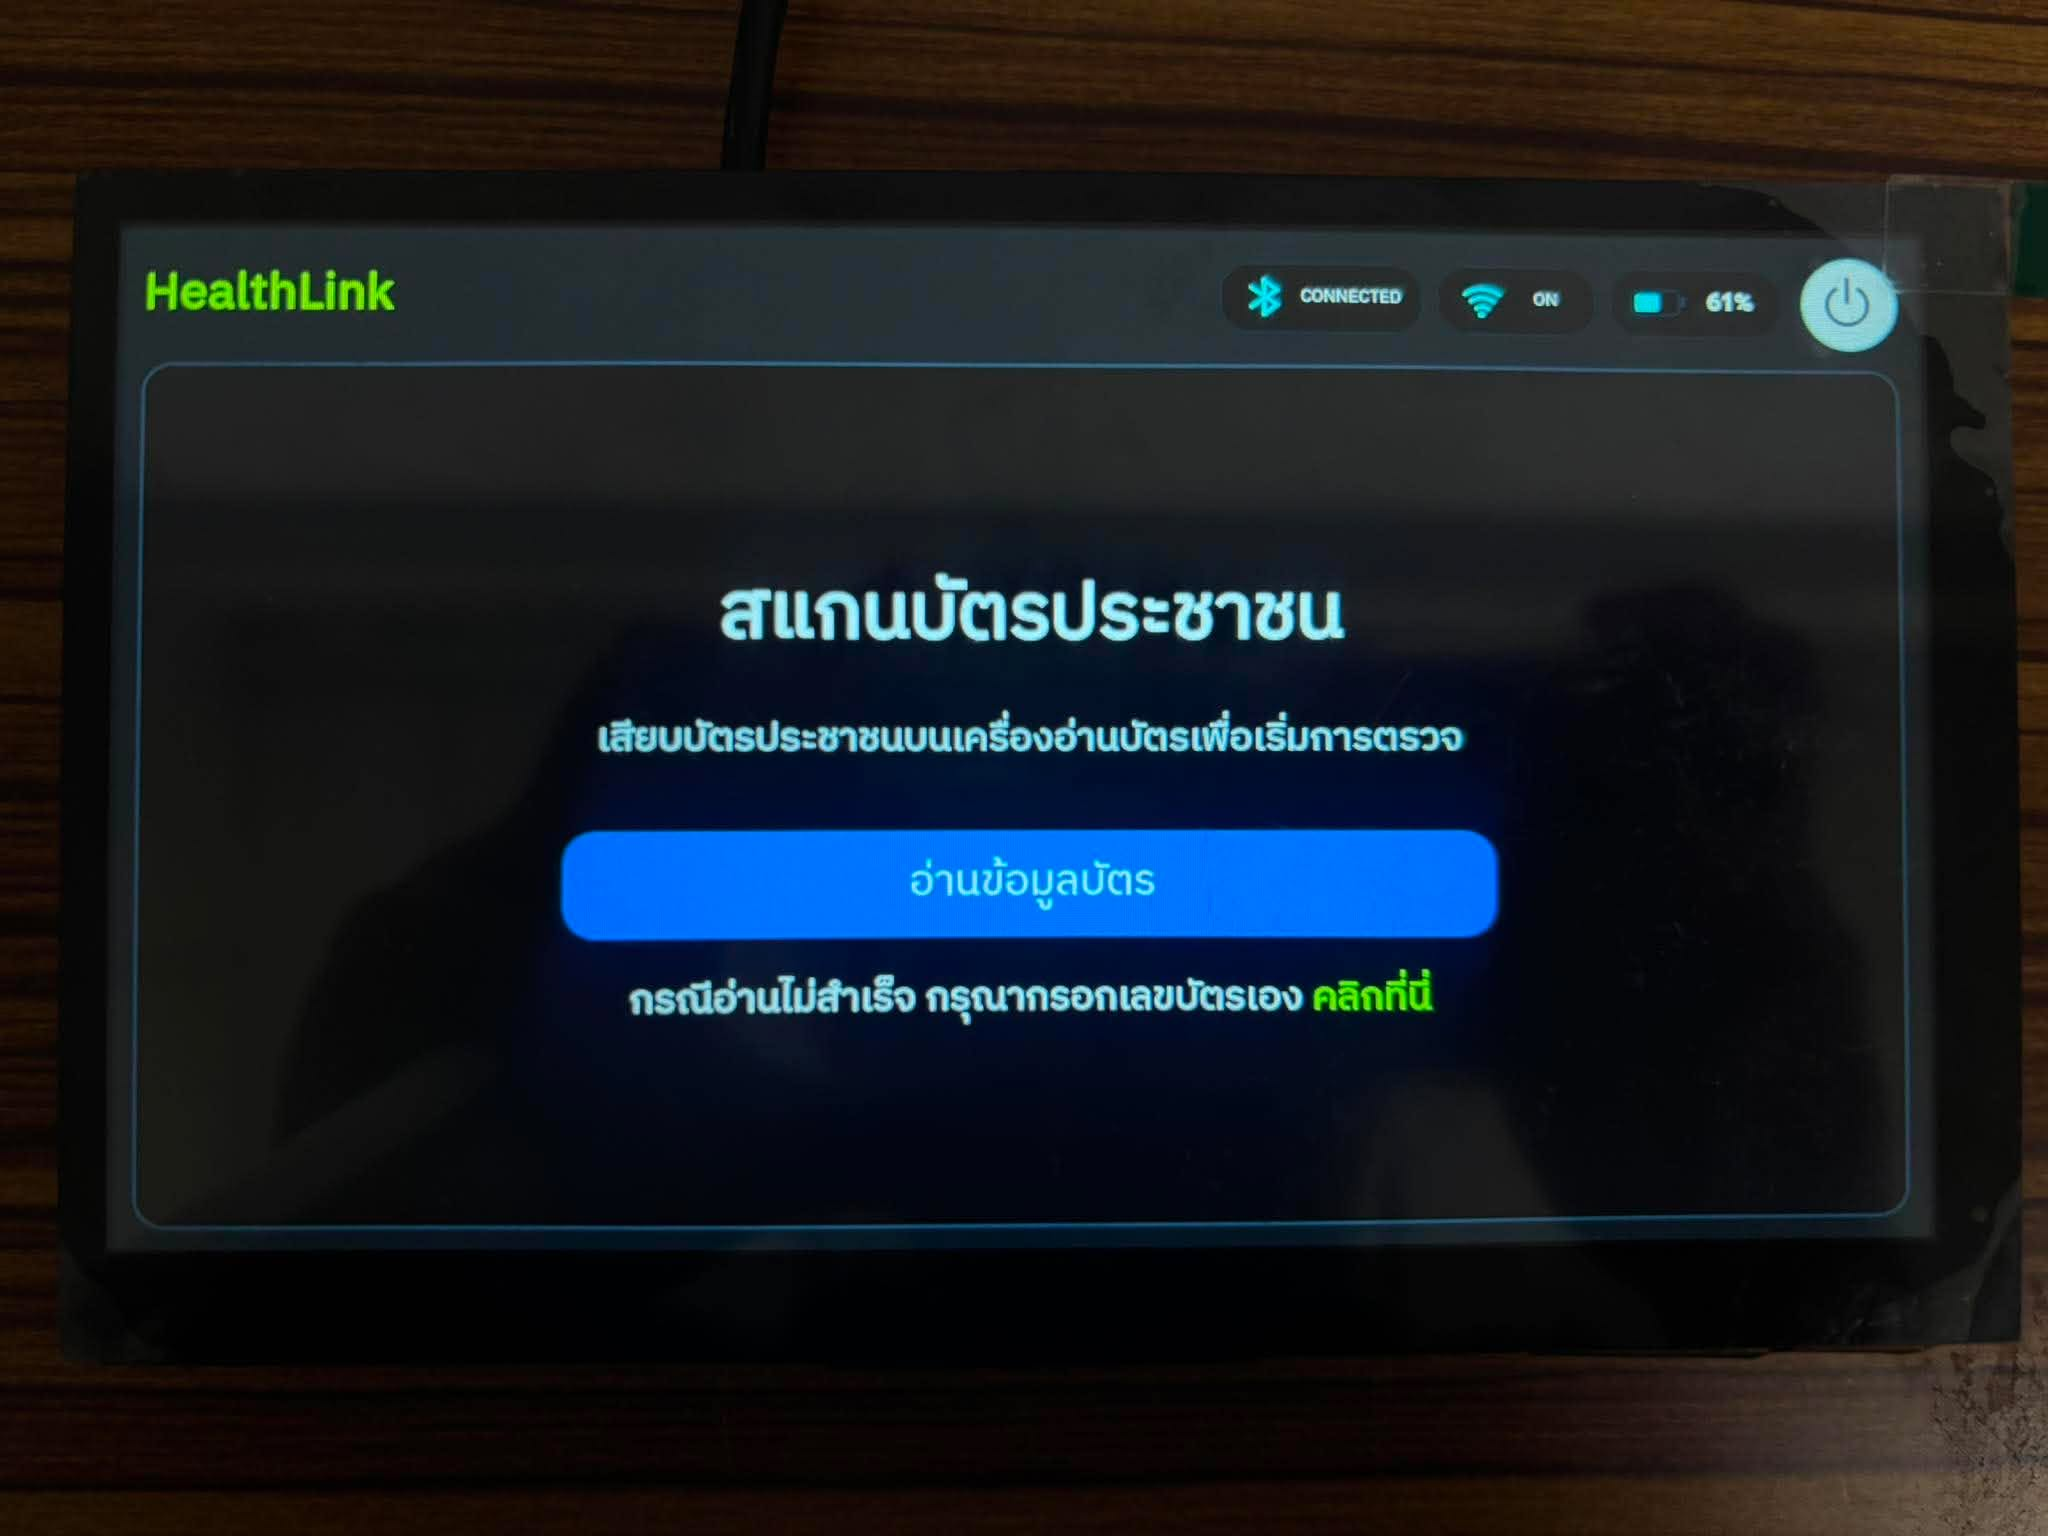 HealthLink
CONNECTED
ON
61%
สแกนบัตรประชาชน
เสียบบัตรประชาชนบนเครื่องอ่านบัตรเพื่อเริ่มการตรวจ
อ่านข้อมูลบัตร
กรณีอ่านไม่สำเร็จ กรุณากรอกเลขบัตรเอง คลิกที่นี่